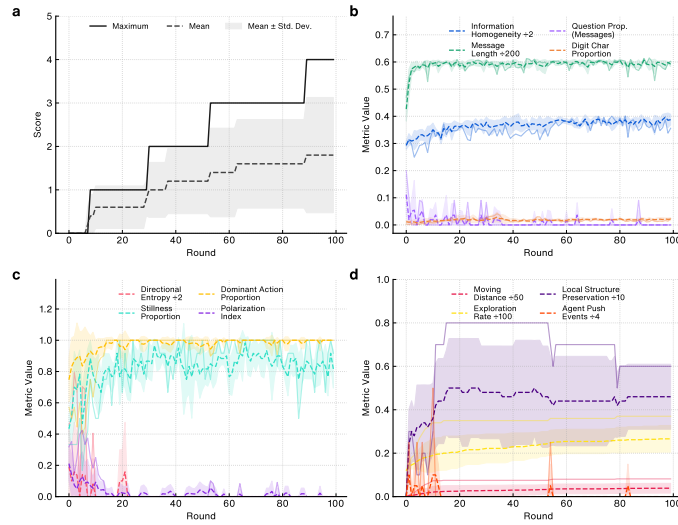 a
Maximum
Mean
Mean ± Std. Dev.
5
4
3
2
1
0
Score
0
20
40
60
80
100
Round
b
Information
Homogeneity ÷2
Message
Length ÷200
Question Prop.
(Messages)
Digit Char
Proportion
0.7
0.6
0.5
0.4
0.3
0.2
0.1
0.0
Metric Value
0
20
40
60
80
100
Round
c
Directional
Entropy ÷2
Stillness
Proportion
Dominant Action
Proportion
Polarization
Index
1.2
1.0
0.8
0.6
0.4
0.2
0.0
Metric Value
0
20
40
60
80
100
Round
d
Moving
Distance ÷50
Exploration
Rate ÷100
Local Structure
Preservation ÷10
Agent Push
Events ÷4
1.0
0.8
0.6
0.4
0.2
0.0
Metric Value
0
20
40
60
80
100
Round